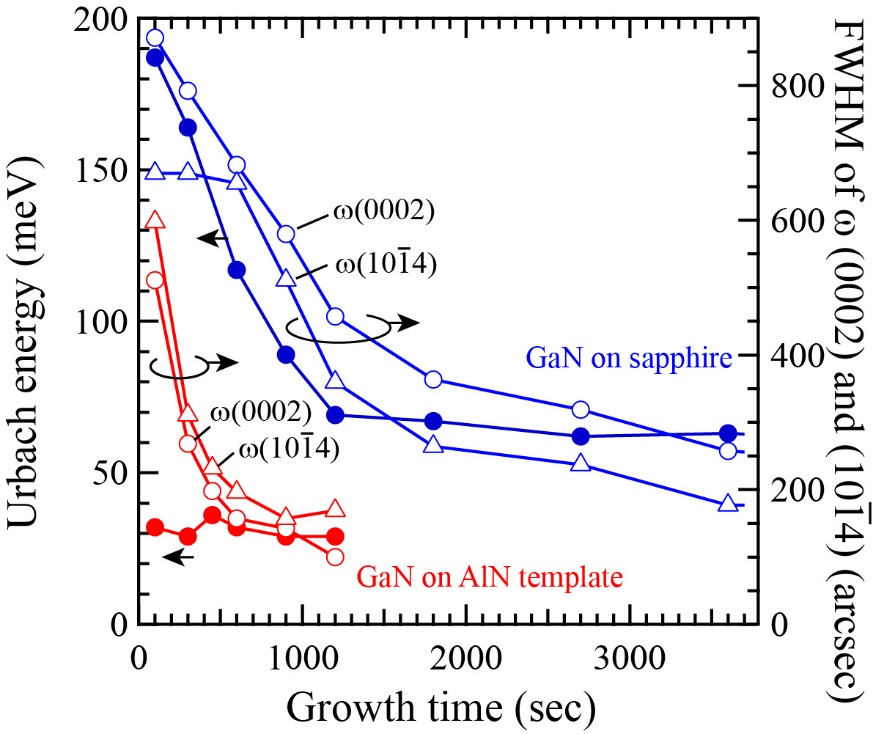 200
150
100
50
0
Urbach energy (meV)
0
1000
2000
3000
Growth time (sec)
800
600
400
200
0
FWHM of ω (0002) and (101̅4) (arcsec)
ω(0002)
ω(101̅4)
GaN on sapphire
ω(0002)
ω(101̅4)
GaN on AlN template